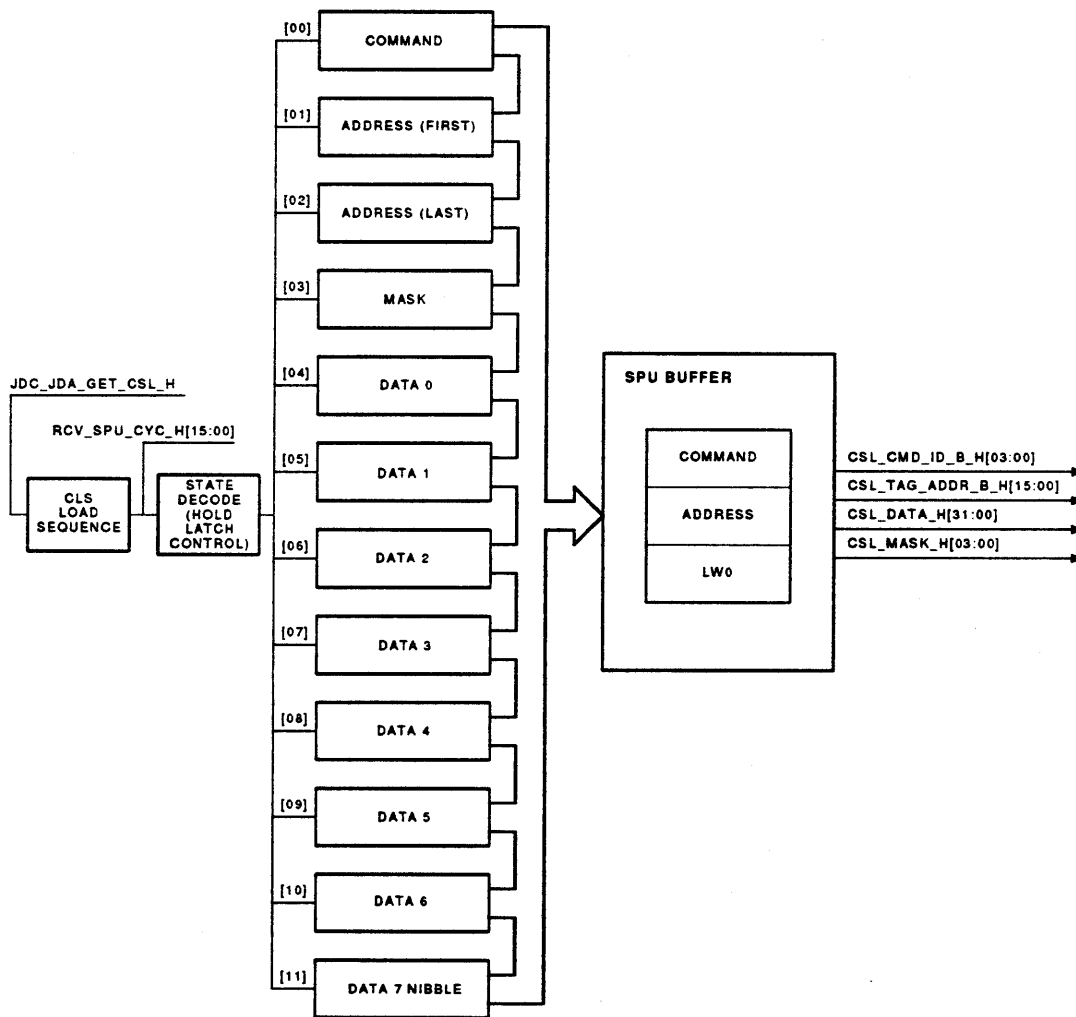 [00]
COMMAND
[01]
ADDRESS (FIRST)
[02]
ADDRESS (LAST)
[03]
MASK
[04]
DATA 0
[05]
DATA 1
[06]
DATA 2
[07]
DATA 3
[08]
DATA 4
[09]
DATA 5
[10]
DATA 6
[11]
DATA 7 NIBBLE
JDC_JDA_GET_CSL_H
RCV_SPU_CYC_H[15:00]
CLS
LOAD
SEQUENCE
STATE
DECODE
(HOLD
LATCH
CONTROL)
SPU BUFFER
COMMAND
ADDRESS
LW0
CSL_CMD_ID_B_H[03:00]
CSL_TAG_ADDR_B_H[15:00]
CSL_DATA_H[31:00]
CSL_MASK_H[03:00]